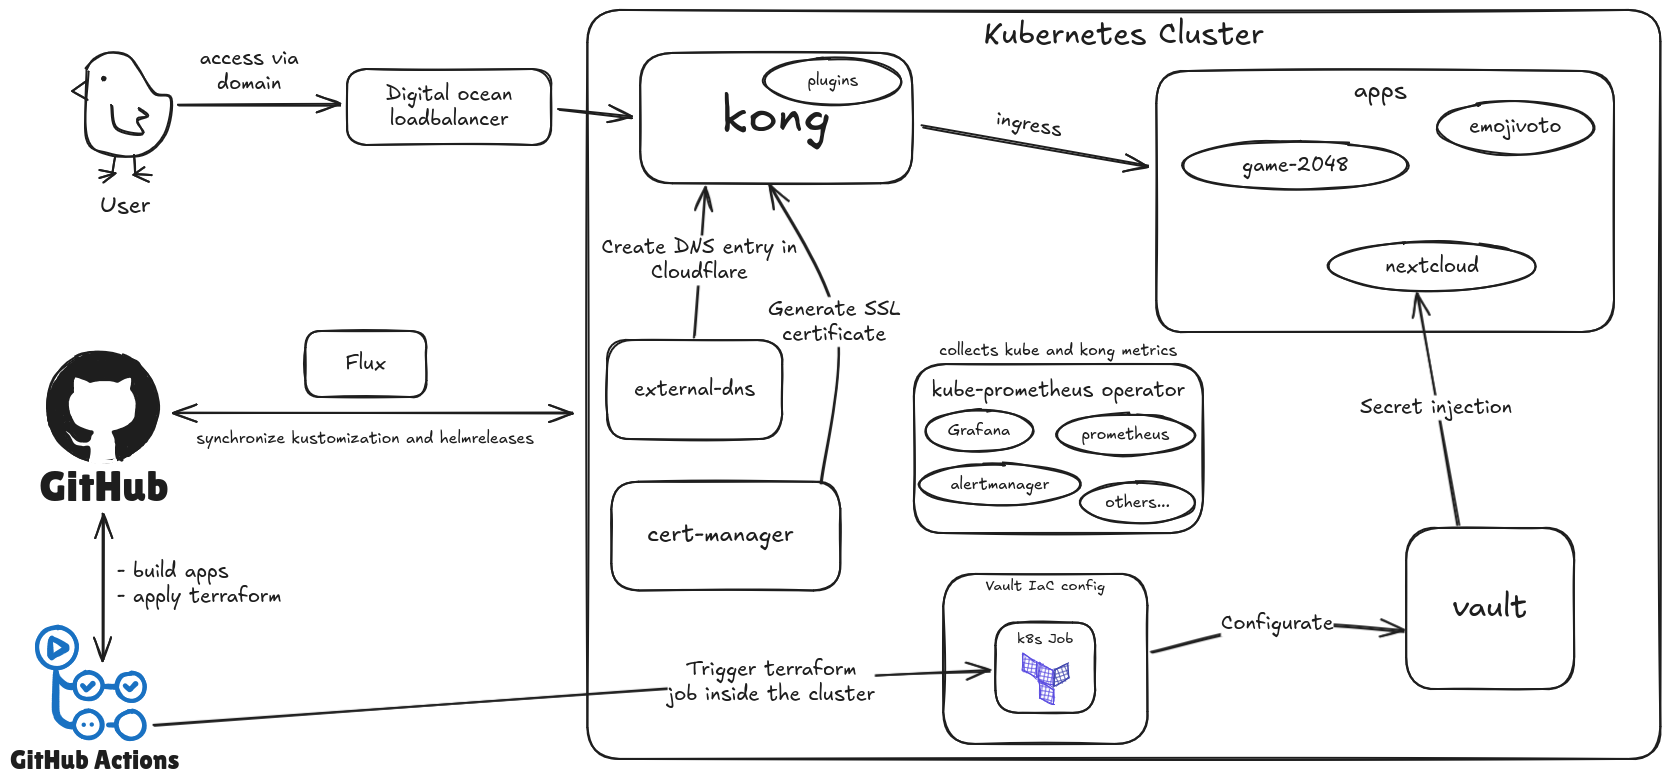 Kubernetes Cluster
access via
domain
Digital ocean
loadbalancer
plugins
kong
ingress
apps
emojivoto
game-2048
nextcloud
User
Create DNS entry in
Cloudflare
Generate SSL
certificate
Flux
synchronize kustomization and helmreleases
external-dns
cert-manager
collects kube and kong metrics
kube-prometheus operator
Grafana
prometheus
alertmanager
others...
Secret injection
GitHub
- build apps
- apply terraform
GitHub Actions
Trigger terraform
job inside the cluster
Vault IaC config
k8s Job
Configurate
vault